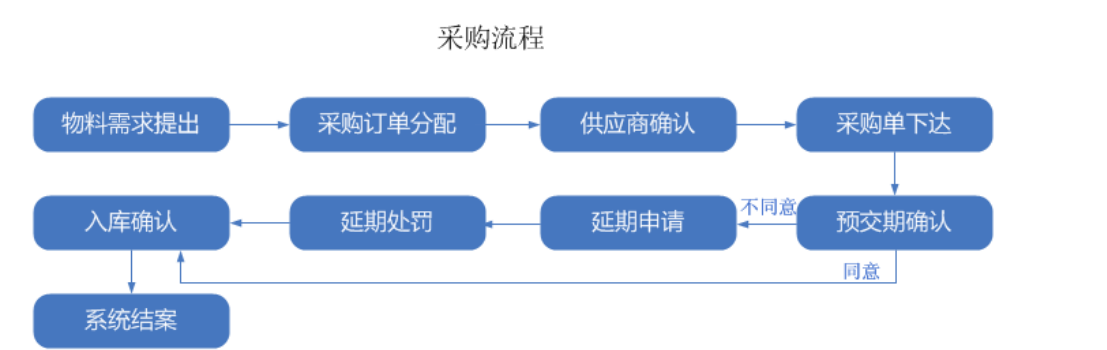 采购流程
物料需求提出
采购订单分配
供应商确认
采购单下达
入库确认
延期处罚
延期申请
不同意
预交期确认
同意
系统结案